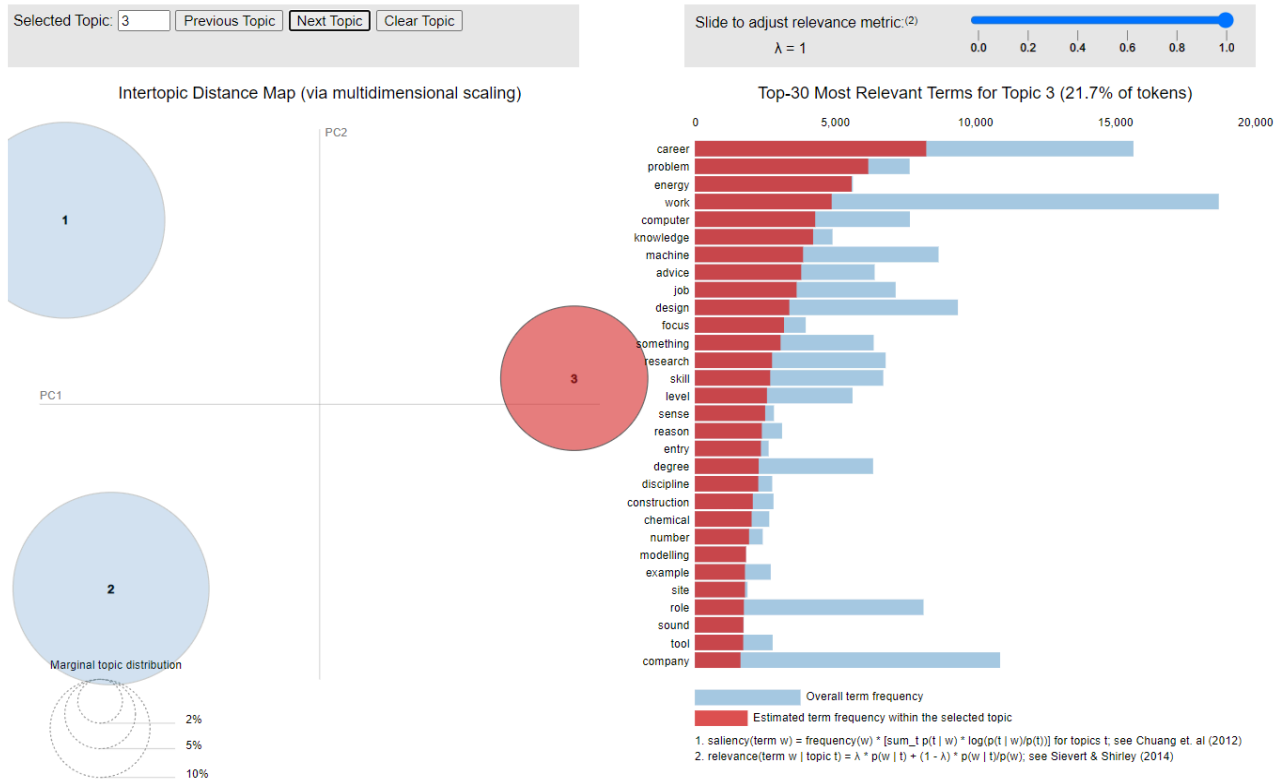 Selected Topic: 3 Previous Topic Next Topic Clear Topic
Slide to adjust relevance metric:(2)
λ = 1
0.0 0.2 0.4 0.6 0.8 1.0
Intertopic Distance Map (via multidimensional scaling)
PC2
PC1
1
2
3
Marginal topic distribution
2%
5%
10%
Top-30 Most Relevant Terms for Topic 3 (21.7% of tokens)
0 5,000 10,000 15,000 20,000
career
problem
energy
work
computer
knowledge
machine
advice
job
design
focus
something
research
skill
level
sense
reason
entry
degree
discipline
construction
chemical
number
modelling
example
site
role
sound
tool
company
Overall term frequency
Estimated term frequency within the selected topic
1. saliency(term w) = frequency(w) * [sum_t p(t | w) * log(p(t | w)/p(t))] for topics t; see Chuang et. al (2012)
2. relevance(term w | topic t) = λ * p(w | t) + (1 - λ) * p(w | t)/p(w); see Sievert & Shirley (2014)